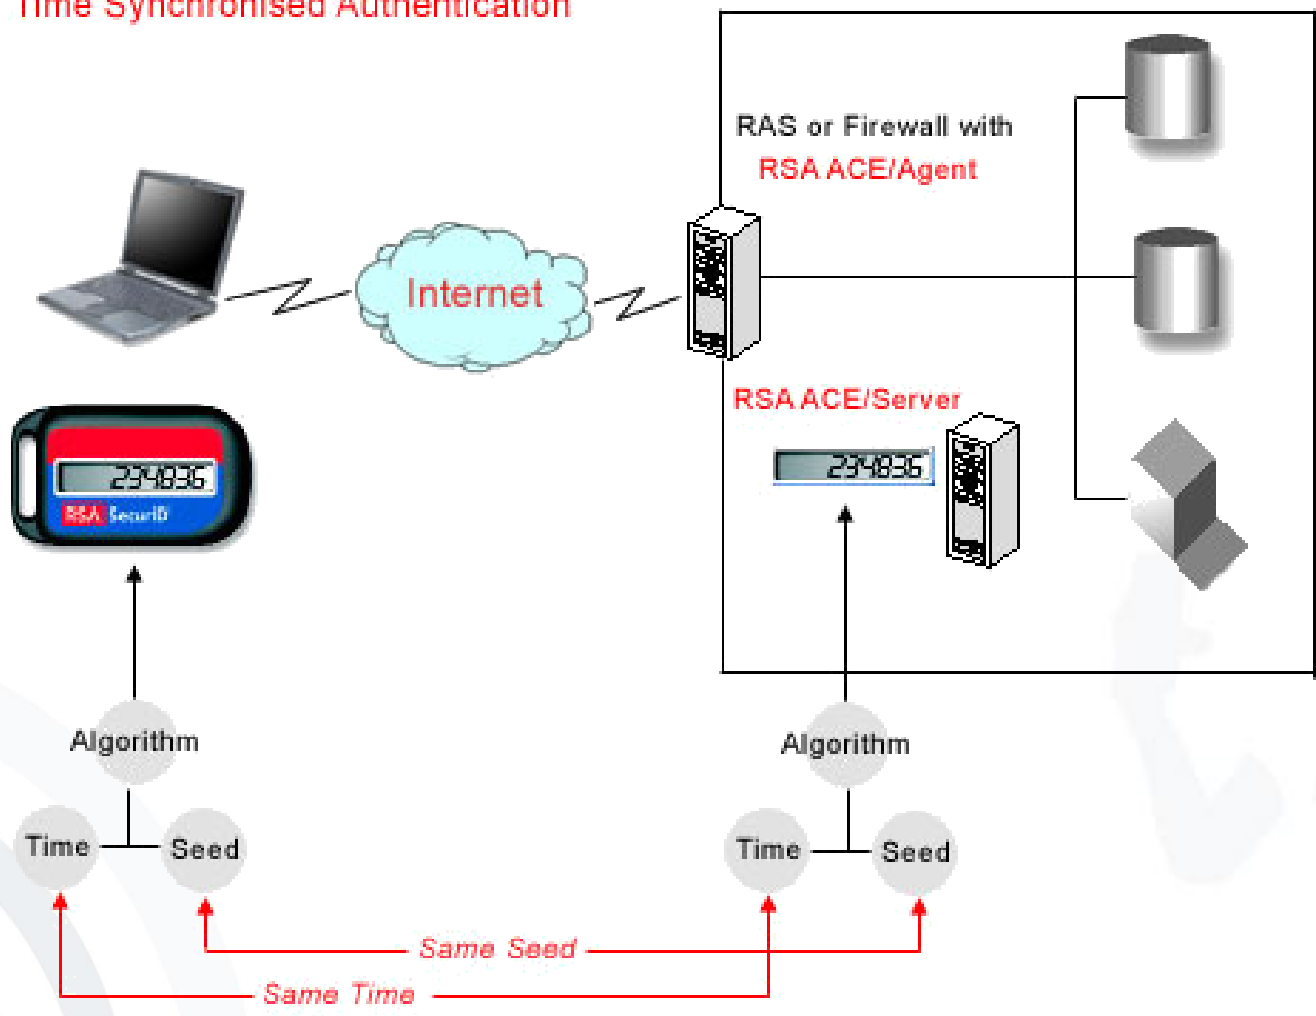 Time Synchronised Authentication
RAS or Firewall with
RSA ACE/Agent
Internet
RSA ACE/Server
234836
RSA SecurID
234836
Algorithm
Algorithm
Time
Seed
Time
Seed
Same Seed
Same Time